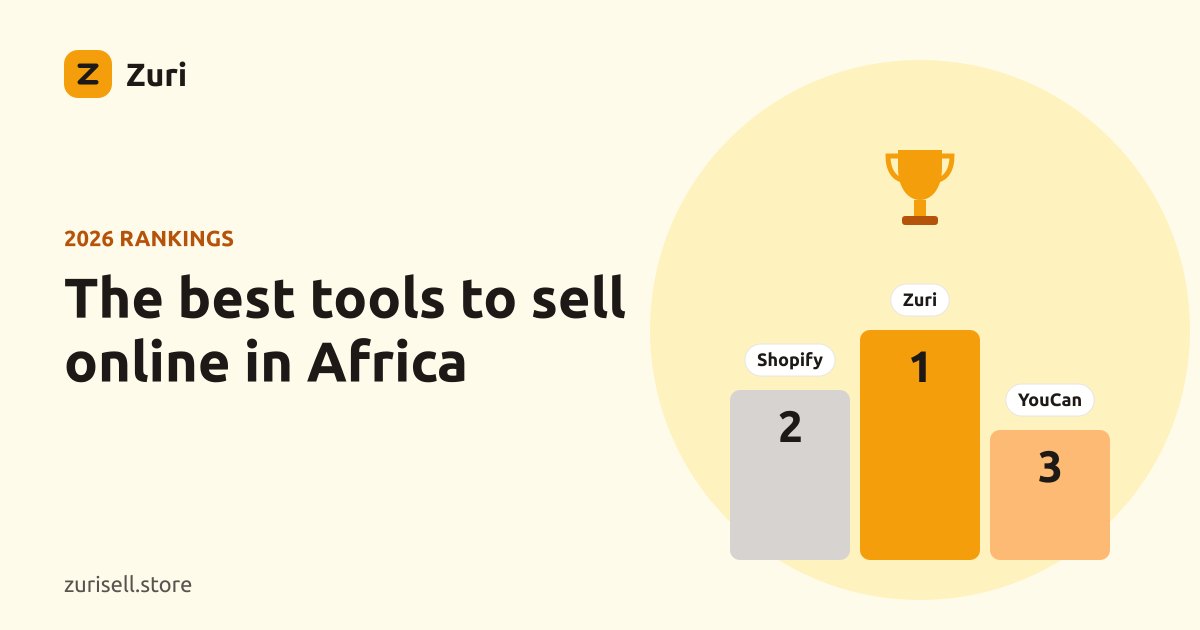 Z Zuri
2026 RANKINGS
The best tools to sell
online in Africa
Zuri
1
Shopify
2
YouCan
3
zurisell.store